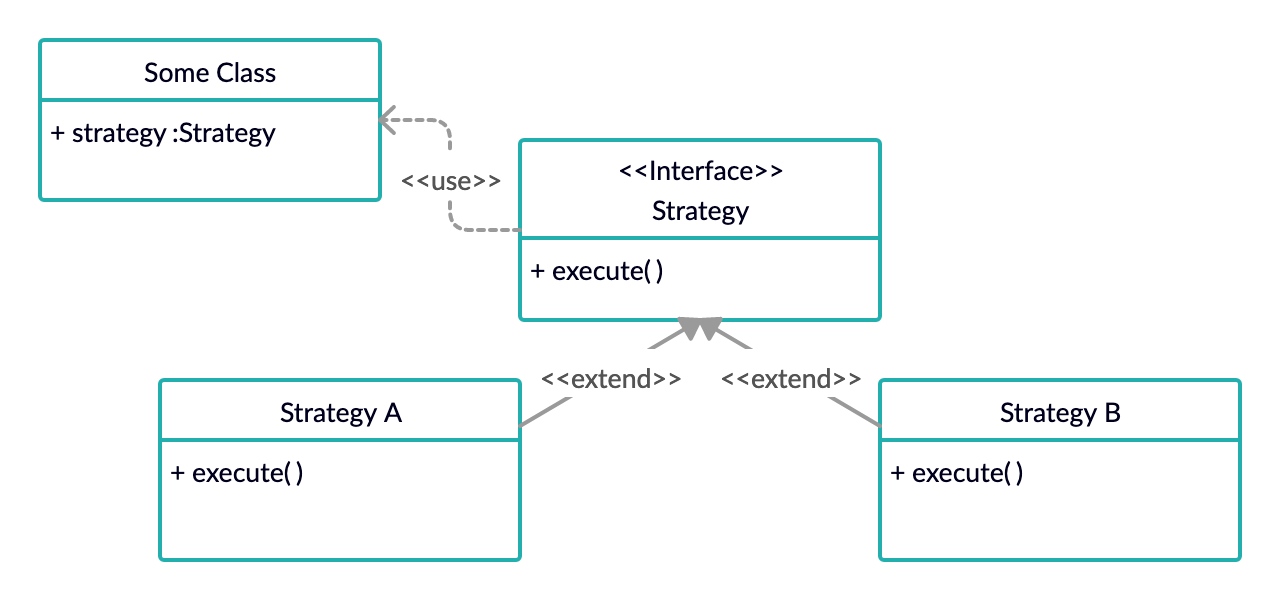 Some Class
+ strategy :Strategy
<<use>>
<<Interface>>
Strategy
+ execute( )
<<extend>>
<<extend>>
Strategy A
+ execute( )
Strategy B
+ execute( )